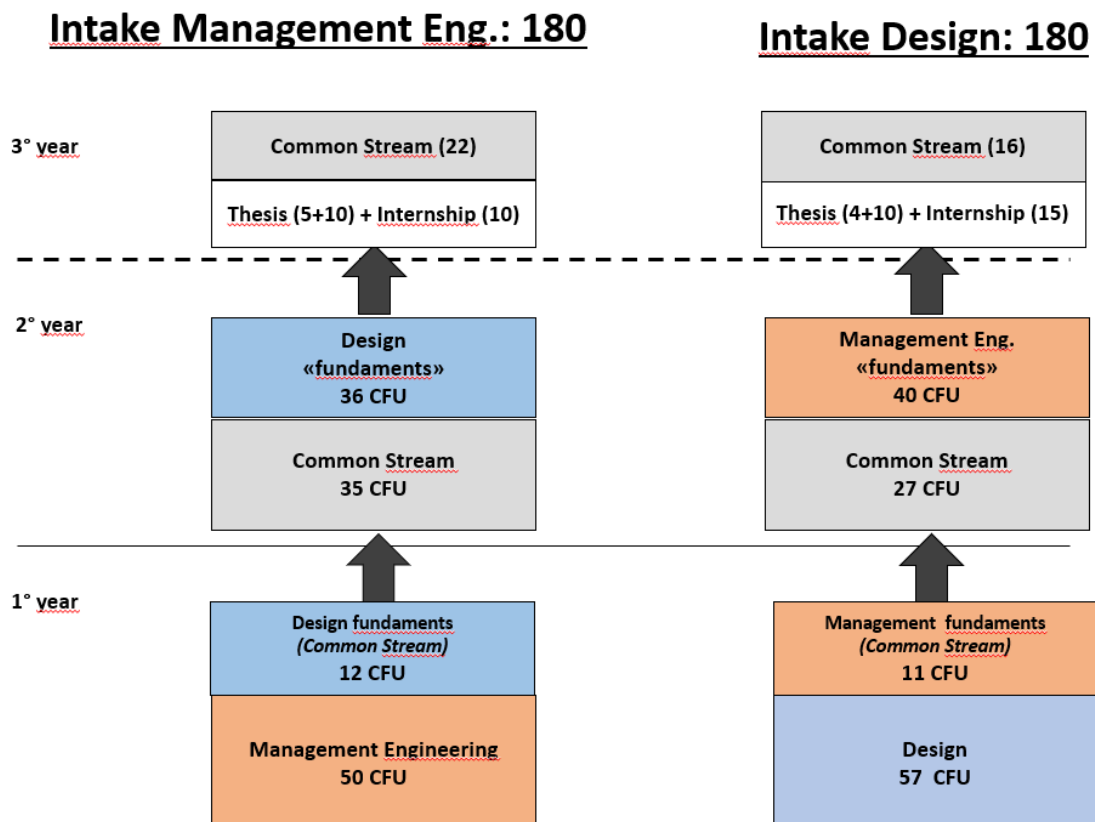 Intake Management Eng.: 180
Intake Design: 180
3° year
Common Stream (22)
Thesis (5+10) + Internship (10)
Common Stream (16)
Thesis (4+10) + Internship (15)
2° year
Design
«fundaments»
36 CFU
Common Stream
35 CFU
Management Eng.
«fundaments»
40 CFU
Common Stream
27 CFU
1° year
Design fundaments
(Common Stream)
12 CFU
Management Engineering
50 CFU
Management fundaments
(Common Stream)
11 CFU
Design
57 CFU